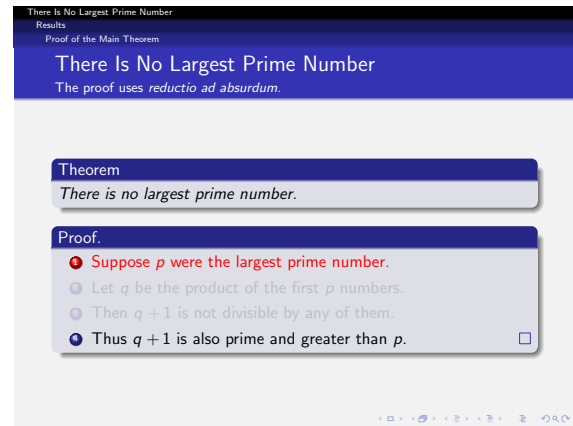 There Is No Largest Prime Number
Results
Proof of the Main Theorem
There Is No Largest Prime Number
The proof uses reductio ad absurdum.
Theorem
There is no largest prime number.
Proof.
1 Suppose p were the largest prime number.
2 Let q be the product of the first p numbers.
3 Then q + 1 is not divisible by any of them.
4 Thus q + 1 is also prime and greater than p.